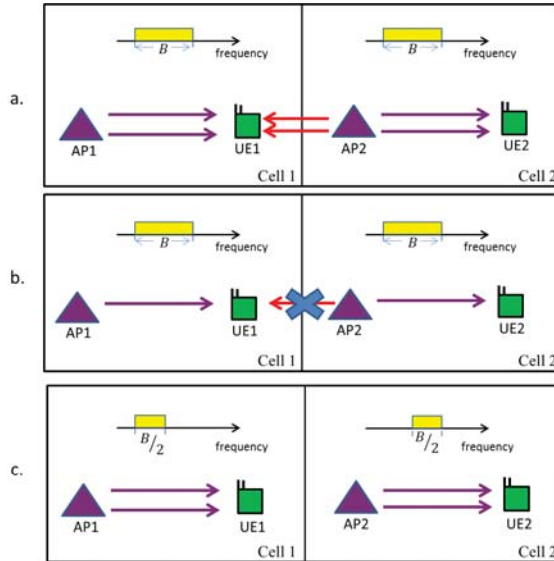 a.
B
frequency
B
frequency
AP1
UE1
AP2
UE2
Cell 1
Cell 2
b.
B
frequency
B
frequency
AP1
UE1
AP2
UE2
Cell 1
Cell 2
c.
B/2
frequency
B/2
frequency
AP1
UE1
AP2
UE2
Cell 1
Cell 2